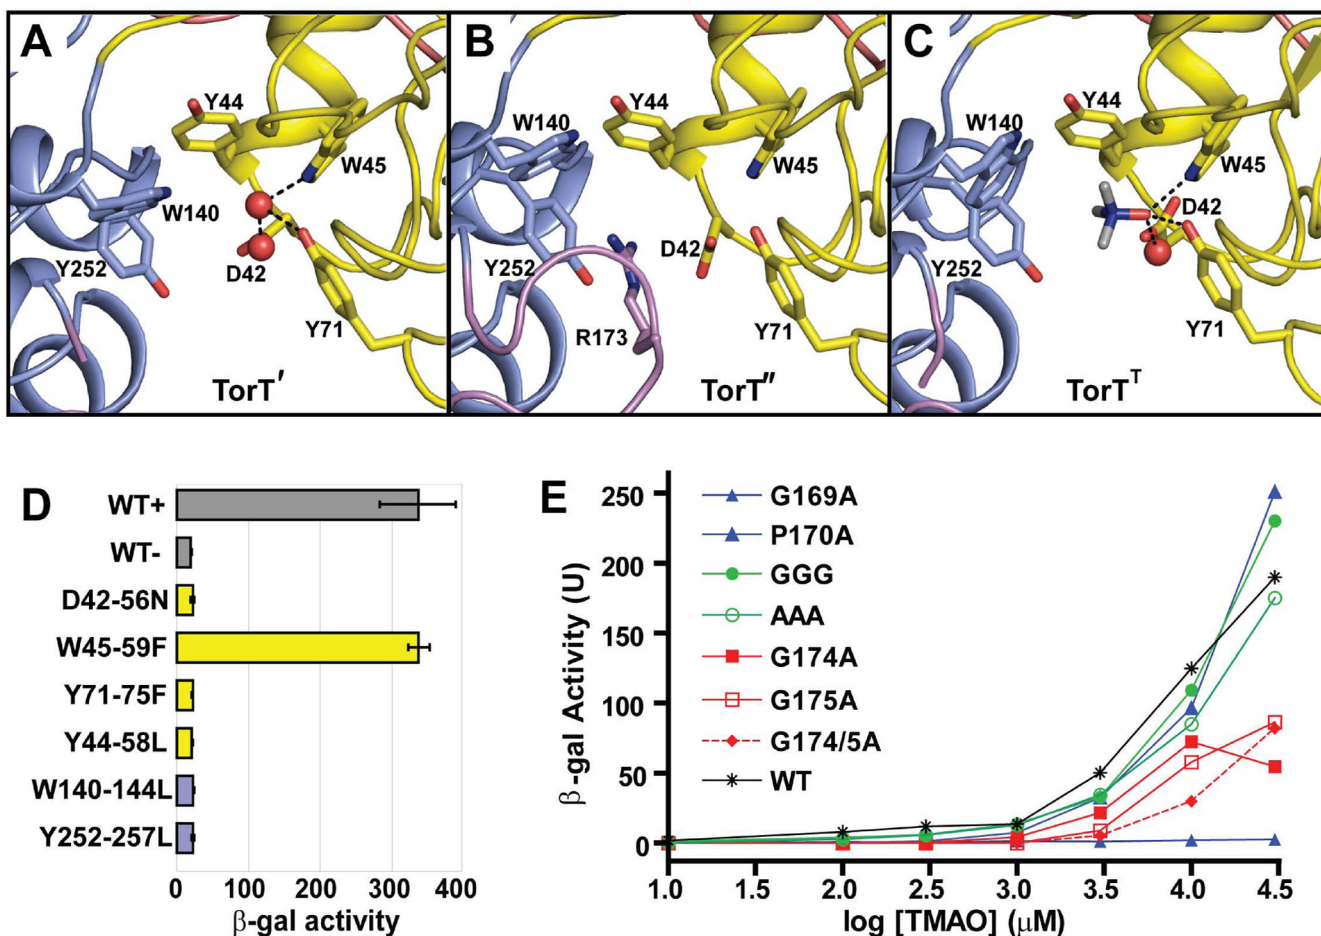 A
Y44
W140
W45
W140
D42
Y252
Y71
TorT′
B
Y44
W140
W45
Y252
D42
R173
Y71
TorT″
C
Y44
W140
W45
D42
Y252
Y71
TorTᵀ
D
WT+
WT-
D42-56N
W45-59F
Y71-75F
Y44-58L
W140-144L
Y252-257L
0 100 200 300 400
β-gal activity
E
β-gal Activity (U)
250
200
150
100
50
0
G169A
P170A
GGG
AAA
G174A
G175A
G174/5A
WT
1.0 1.5 2.0 2.5 3.0 3.5 4.0 4.5
log [TMAO] (μM)